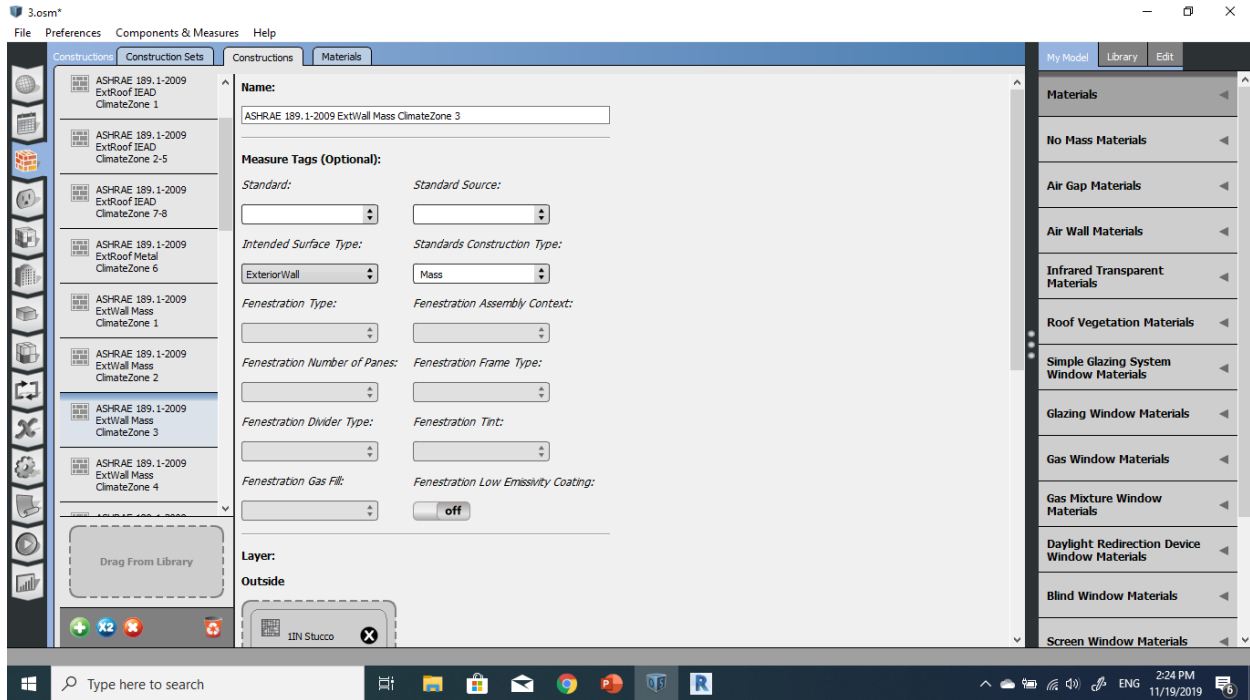 3.osm*
File Preferences Components & Measures Help
Constructions Construction Sets Constructions Materials
My Model Library Edit
ASHRAE 189.1-2009
ExtRoof IEAD
ClimateZone 1
ASHRAE 189.1-2009
ExtRoof IEAD
ClimateZone 2-5
ASHRAE 189.1-2009
ExtRoof IEAD
ClimateZone 7-8
ASHRAE 189.1-2009
ExtRoof Metal
ClimateZone 6
ASHRAE 189.1-2009
ExtWall Mass
ClimateZone 1
ASHRAE 189.1-2009
ExtWall Mass
ClimateZone 2
ASHRAE 189.1-2009
ExtWall Mass
ClimateZone 3
ASHRAE 189.1-2009
ExtWall Mass
ClimateZone 4
Drag From Library
X2
Name:
ASHRAE 189.1-2009 ExtWall Mass ClimateZone 3
Measure Tags (Optional):
Standard: Standard Source:
Intended Surface Type: Standards Construction Type:
ExteriorWall Mass
Fenestration Type: Fenestration Assembly Context:
Fenestration Number of Panes: Fenestration Frame Type:
Fenestration Divider Type: Fenestration Tint:
Fenestration Gas Fill: Fenestration Low Emissivity Coating:
off
Layer:
Outside
1IN Stucco
Materials
No Mass Materials
Air Gap Materials
Air Wall Materials
Infrared Transparent
Materials
Roof Vegetation Materials
Simple Glazing System
Window Materials
Glazing Window Materials
Gas Window Materials
Gas Mixture Window
Materials
Daylight Redirection Device
Window Materials
Blind Window Materials
Screen Window Materials
Type here to search
ENG
2:24 PM
11/19/2019
6